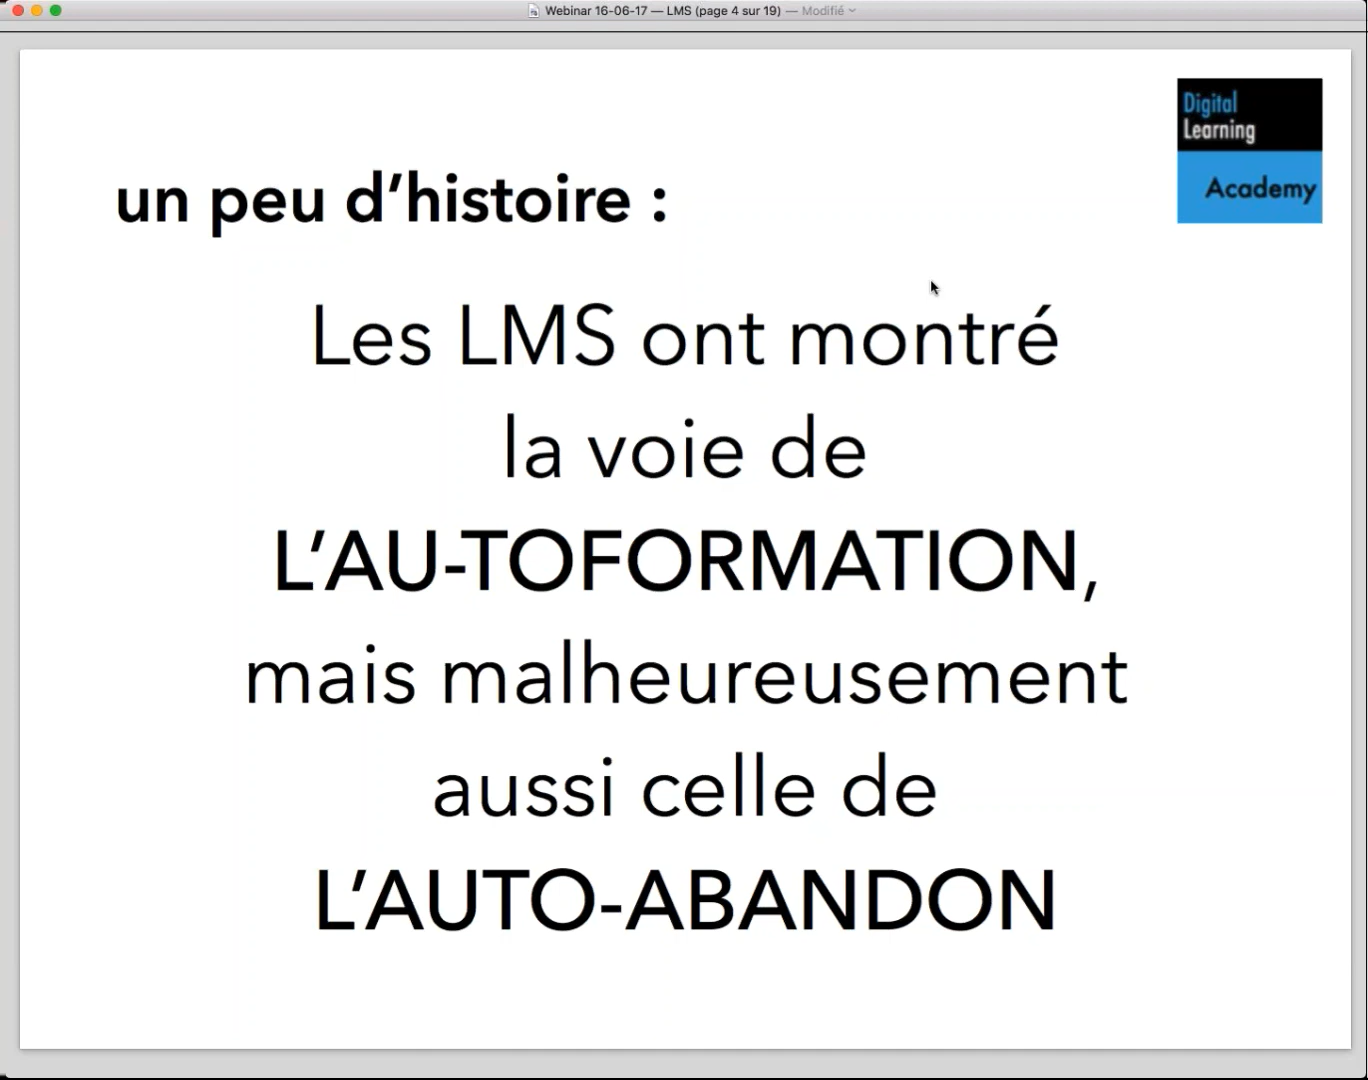 Webinar 16-06-17 — LMS (page 4 sur 19) — Modifié
Digital
Learning
Academy
un peu d’histoire :
Les LMS ont montré
la voie de
L’AU-TOFORMATION,
mais malheureusement
aussi celle de
L’AUTO-ABANDON